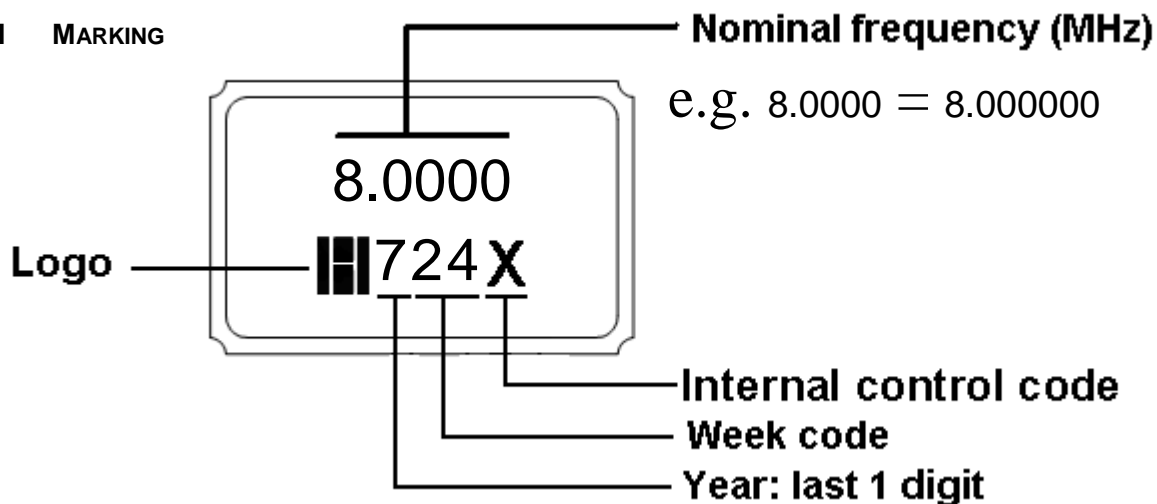 MARKING
Nominal frequency (MHz)
e.g. 8.0000 = 8.000000
8.0000
Logo
724X
Internal control code
Week code
Year: last 1 digit